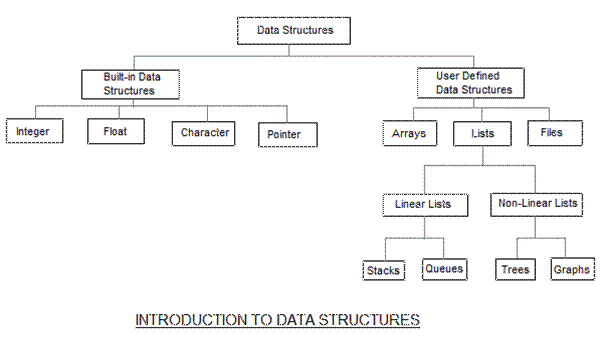 Data Structures
Built-in Data
Structures
User Defined
Data Structures
Integer
Float
Character
Pointer
Arrays
Lists
Files
Linear Lists
Non-Linear Lists
Stacks
Queues
Trees
Graphs
INTRODUCTION TO DATA STRUCTURES